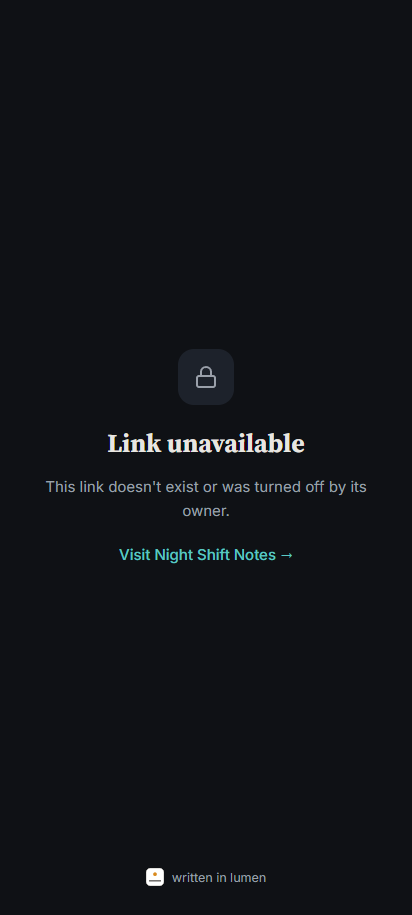 Link unavailable
This link doesn't exist or was turned off by its
owner.
Visit Night Shift Notes →
written in lumen